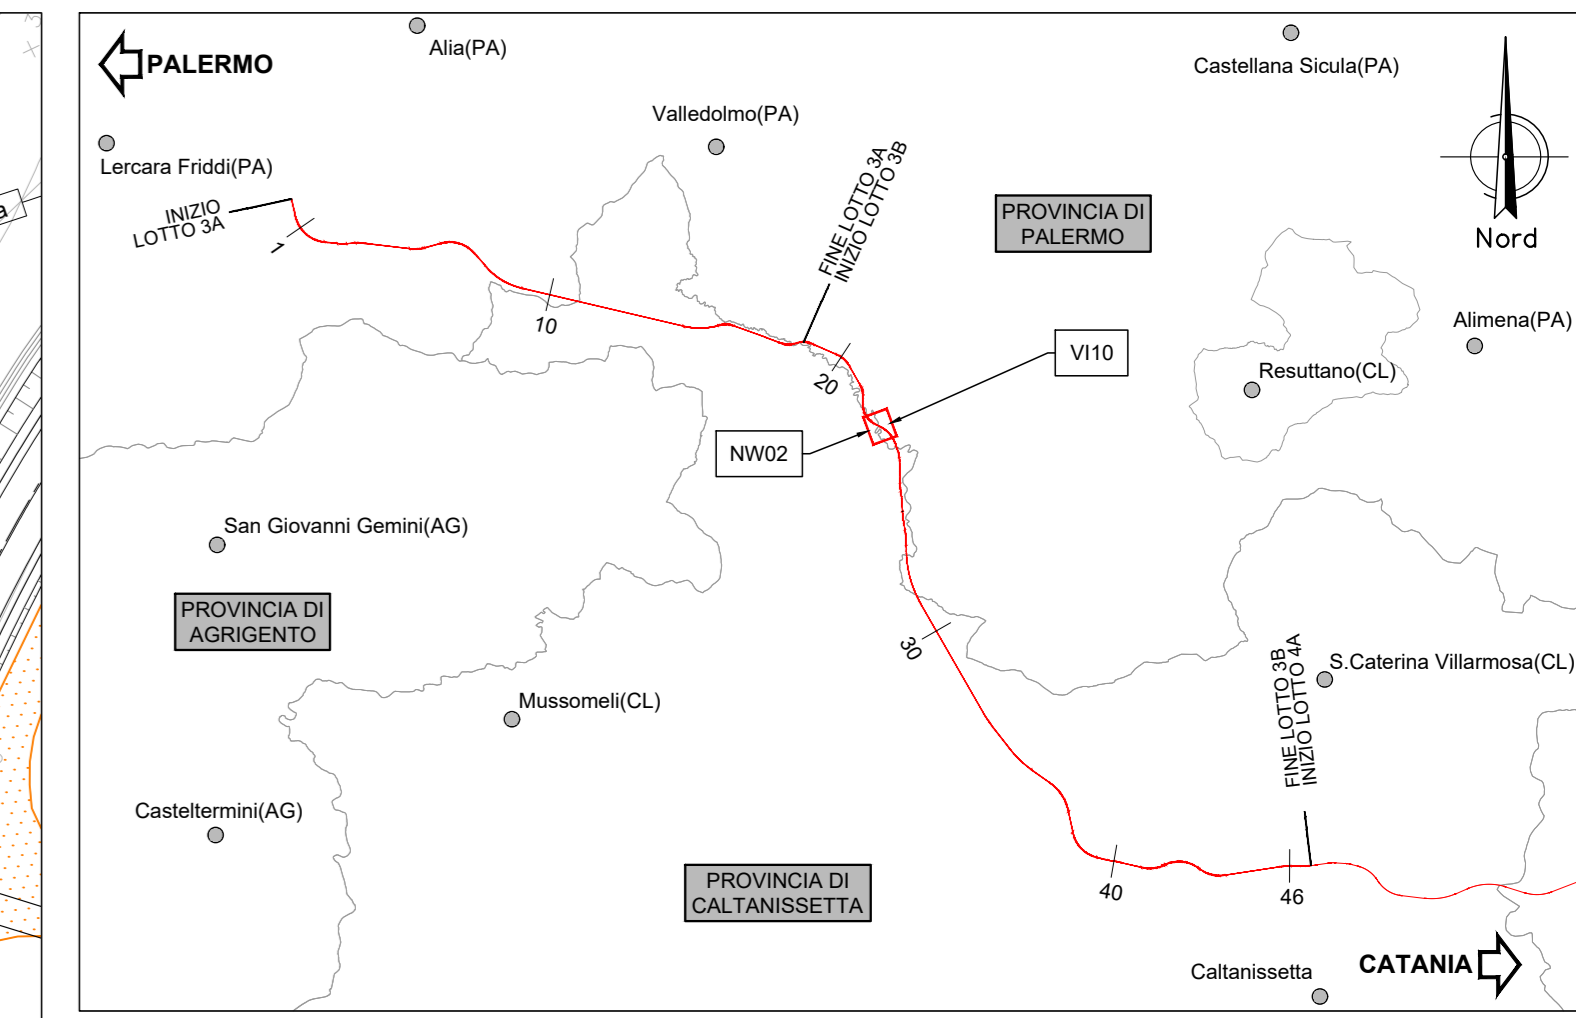 PALERMO
Alia(PA)
Castellana Sicula(PA)
Valledolmo(PA)
Lercara Friddi(PA)
INIZIO
LOTTO 3A
1
FINE LOTTO 3A
INIZIO LOTTO 3B
PROVINCIA DI
PALERMO
Nord
10
20
VI10
NW02
Alimena(PA)
Resuttano(CL)
San Giovanni Gemini(AG)
PROVINCIA DI
AGRIGENTO
30
Mussomeli(CL)
FINE LOTTO 3B
INIZIO LOTTO 4A
S.Caterina Villarmosa(CL)
Casteltermini(AG)
PROVINCIA DI
CALTANISSETTA
40
46
Caltanissetta
CATANIA